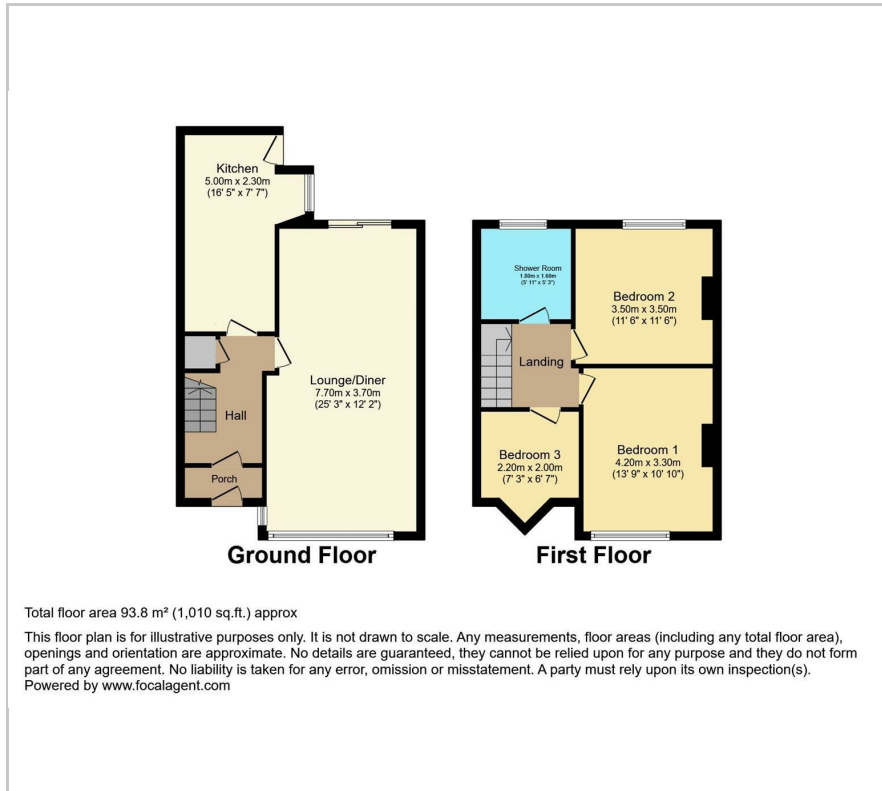 Kitchen
5.00m x 2.30m
(16' 5" x 7' 7")
Lounge/Diner
7.70m x 3.70m
(25' 3" x 12' 2")
Hall
Porch
Ground Floor
Shower Room
1.80m x 1.60m
(5' 11" x 5' 3")
Bedroom 2
3.50m x 3.50m
(11' 6" x 11' 6")
Landing
Bedroom 3
2.20m x 2.00m
(7' 3" x 6' 7")
Bedroom 1
4.20m x 3.30m
(13' 9" x 10' 10")
First Floor
Total floor area 93.8 m² (1,010 sq.ft.) approx
This floor plan is for illustrative purposes only. It is not drawn to scale. Any measurements, floor areas (including any total floor area),
openings and orientation are approximate. No details are guaranteed, they cannot be relied upon for any purpose and they do not form
part of any agreement. No liability is taken for any error, omission or misstatement. A party must rely upon its own inspection(s).
Powered by www.focalagent.com